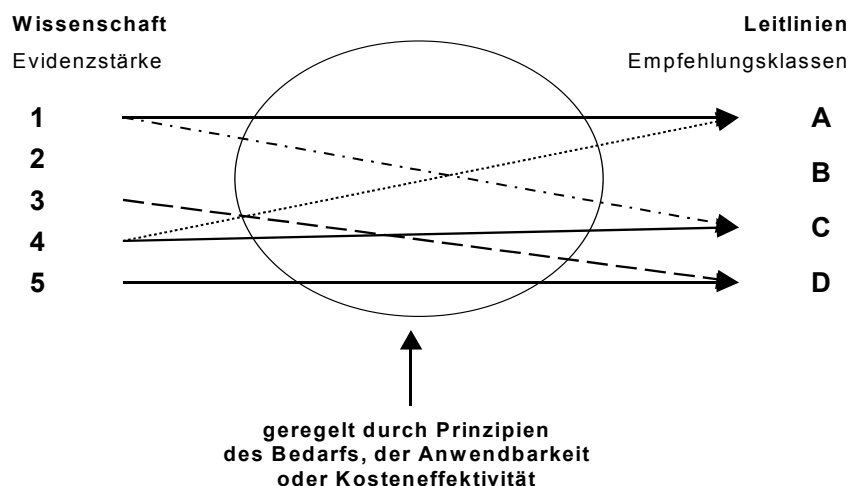 Wissenschaft Leitlinien
Evidenzstärke Empfehlungsklassen
1 A
2 B
3 C
4 D
5
geregelt durch Prinzipien
des Bedarfs, der Anwendbarkeit
oder Kosteneffektivität